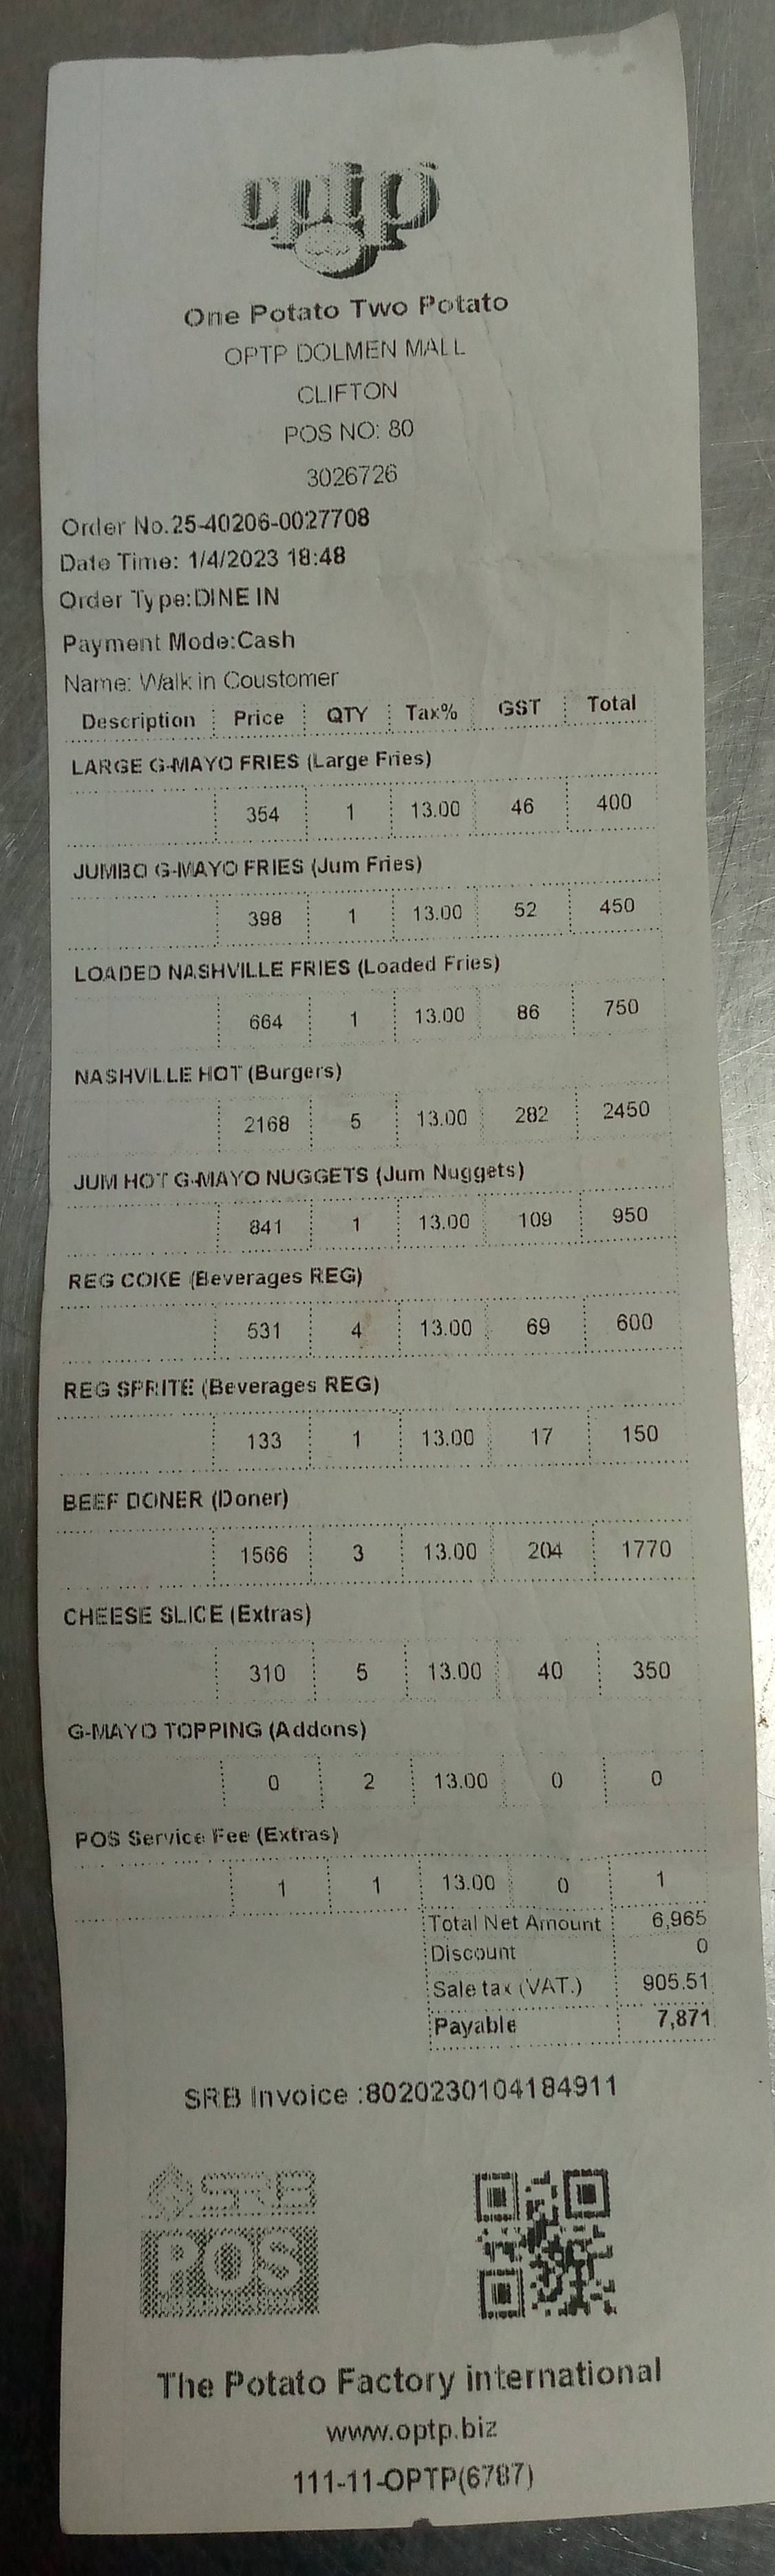 optp
One Potato Two Potato
OPTP DOLMEN MALL
CLIFTON
POS NO: 80
3026726
Order No.25-40206-0027708
Date Time: 1/4/2023 18:48
Order Type:DINE IN
Payment Mode:Cash
Name: Walk in Coustomer
Description Price QTY Tax% GST Total
LARGE G-MAYO FRIES (Large Fries)
354 1 13.00 46 400
JUMBO G-MAYO FRIES (Jum Fries)
398 1 13.00 52 450
LOADED NASHVILLE FRIES (Loaded Fries)
664 1 13.00 86 750
NASHVILLE HOT (Burgers)
2168 5 13.00 282 2450
JUM HOT G-MAYO NUGGETS (Jum Nuggets)
841 1 13.00 109 950
REG COKE (Beverages REG)
531 4 13.00 69 600
REG SPRITE (Beverages REG)
133 1 13.00 17 150
BEEF DONER (Doner)
1566 3 13.00 204 1770
CHEESE SLICE (Extras)
310 5 13.00 40 350
G-MAYO TOPPING (Addons)
0 2 13.00 0 0
POS Service Fee (Extras)
1 1 13.00 0 1
Total Net Amount 6,965
Discount 0
Sale tax (VAT.) 905.51
Payable 7,871
SRB Invoice :8020230104184911
SRB
POS
The Potato Factory international
www.optp.biz
111-11-OPTP(6787)